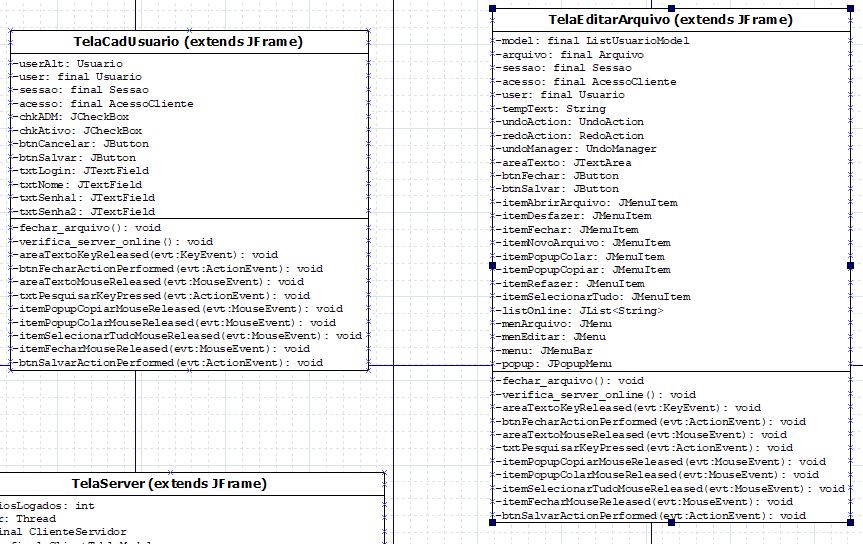 TelaCadUsuario (extends JFrame)
-userAlt: Usuario
-user: final Usuario
-sessao: final Sessao
-acesso: final AcessoCliente
-chkADM: JCheckBox
-chkAtivo: JCheckBox
-btnCancelar: JButton
-btnSalvar: JButton
-txtLogin: JTextField
-txtNome: JTextField
-txtSenha1: JTextField
-txtSenha2: JTextField
-fechar_arquivo(): void
-verifica_server_online(): void
-areaTextoKeyReleased(evt:KeyEvent): void
-btnFecharActionPerformed(evt:ActionEvent): void
-areaTextoMouseReleased(evt:MouseEvent): void
-txtPesquisarKeyPressed(evt:ActionEvent): void
-itemPopupCopiarMouseReleased(evt:MouseEvent): void
-itemPopupColarMouseReleased(evt:MouseEvent): void
-itemSelecionarTudoMouseReleased(evt:MouseEvent): void
-itemFecharMouseReleased(evt:MouseEvent): void
-btnSalvarActionPerformed(evt:ActionEvent): void
TelaServer (extends JFrame)
iosLogados: int
r: Thread
inal ClienteServidor
TelaEditarArquivo (extends JFrame)
-model: final ListUsuarioModel
-arquivo: final Arquivo
-sessao: final Sessao
-acesso: final AcessoCliente
-user: final Usuario
-tempText: String
-undoAction: UndoAction
-redoAction: RedoAction
-undoManager: UndoManager
-areaTexto: JTextArea
-btnFechar: JButton
-btnSalvar: JButton
-itemAbrirArquivo: JMenuItem
-itemDesfazer: JMenuItem
-itemFechar: JMenuItem
-itemNovoArquivo: JMenuItem
-itemPopupColar: JMenuItem
-itemPopupCopiar: JMenuItem
-itemRefazer: JMenuItem
-itemSelecionarTudo: JMenuItem
-listOnline: JList<String>
-menArquivo: JMenu
-menEditar: JMenu
-menu: JMenuBar
-popup: JPopupMenu
-fechar_arquivo(): void
-verifica_server_online(): void
-areaTextoKeyReleased(evt:KeyEvent): void
-btnFecharActionPerformed(evt:ActionEvent): void
-areaTextoMouseReleased(evt:MouseEvent): void
-txtPesquisarKeyPressed(evt:ActionEvent): void
-itemPopupCopiarMouseReleased(evt:MouseEvent): void
-itemPopupColarMouseReleased(evt:MouseEvent): void
-itemSelecionarTudoMouseReleased(evt:MouseEvent): void
-itemFecharMouseReleased(evt:MouseEvent): void
-btnSalvarActionPerformed(evt:ActionEvent): void